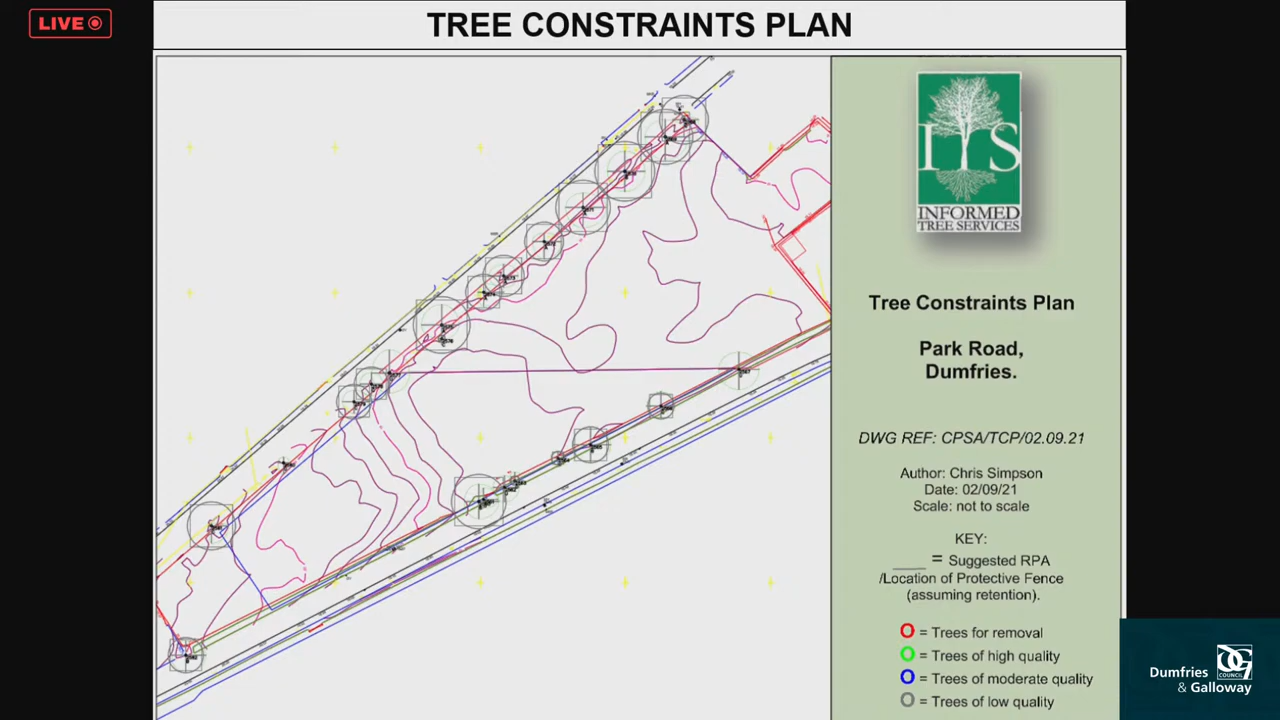 LIVE
TREE CONSTRAINTS PLAN
ITS
INFORMED
TREE SERVICES
Tree Constraints Plan
Park Road,
Dumfries.
DWG REF: CPSA/TCP/02.09.21
Author: Chris Simpson
Date: 02/09/21
Scale: not to scale
KEY:
= Suggested RPA
/Location of Protective Fence
(assuming retention).
O = Trees for removal
O = Trees of high quality
O = Trees of moderate quality
O = Trees of low quality
Dumfries
& Galloway
COUNCIL